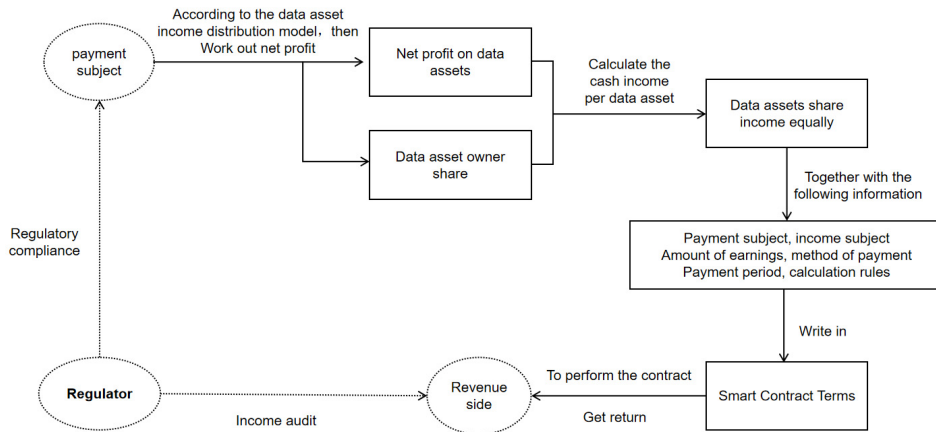 According to the data asset
income distribution model，then
Work out net profit
payment
subject
Net profit on data
assets
Calculate the
cash income
per data asset
Data assets share
income equally
Data asset owner
share
Together with the
following information
Regulatory
compliance
Payment subject, income subject
Amount of earnings, method of payment
Payment period, calculation rules
Write in
Regulator
Income audit
Revenue
side
To perform the contract
Get return
Smart Contract Terms